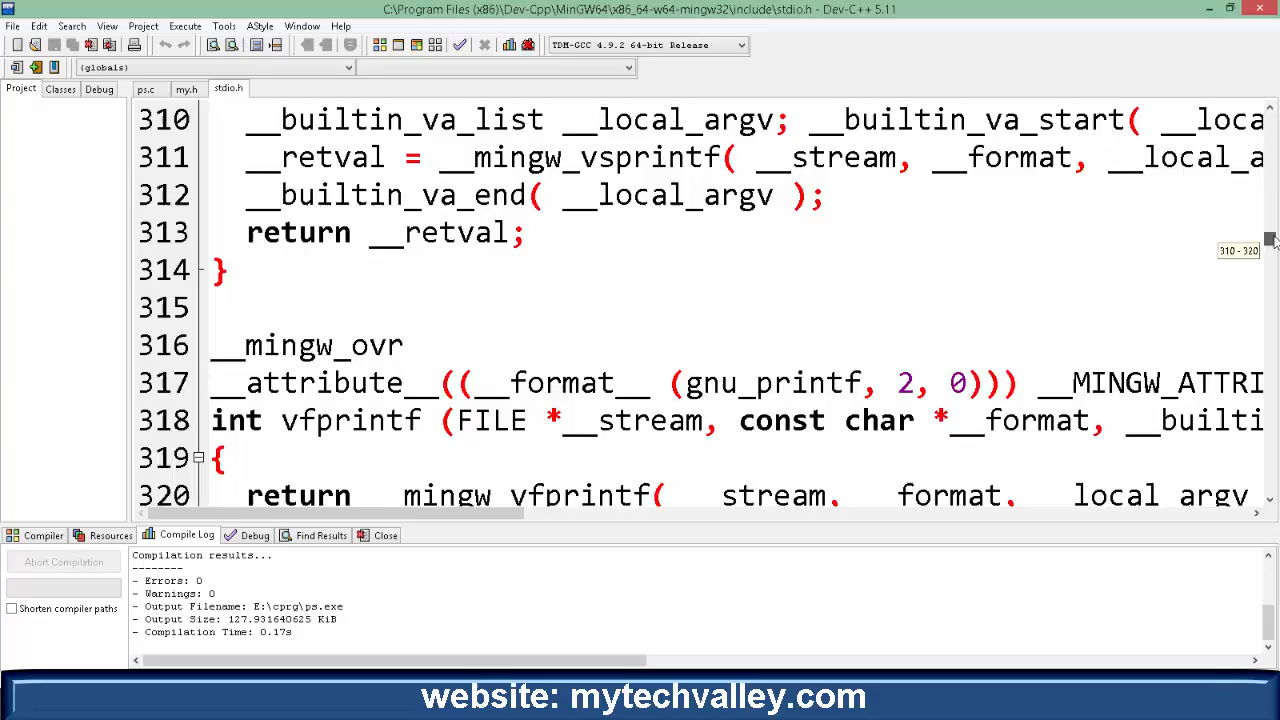 C:\Program Files (x86)\Dev-Cpp\MinGW64\x86_64-w64-mingw32\include\stdio.h - Dev-C++ 5.11
File Edit Search View Project Execute Tools AStyle Window Help
TDM-GCC 4.9.2 64-bit Release
(globals)
Project Classes Debug ps.c my.h stdio.h
310 __builtin_va_list __local_argv; __builtin_va_start( __loca
311 __retval = __mingw_vsprintf( __stream, __format, __local_a
312 __builtin_va_end( __local_argv );
313 return __retval;
310 - 320
314 }
315
316 __mingw_ovr
317 __attribute__((__format__ (gnu_printf, 2, 0))) __MINGW_ATTRI
318 int vfprintf (FILE *__stream, const char *__format, __builti
319 {
320 return __mingw_vfprintf( __stream, __format, __local_argv
Compiler Resources Compile Log Debug Find Results Close
Abort Compilation
Shorten compiler paths
Compilation results...
--------
- Errors: 0
- Warnings: 0
- Output Filename: E:\cprg\ps.exe
- Output Size: 127.931640625 KiB
- Compilation Time: 0.17s
website: mytechvalley.com